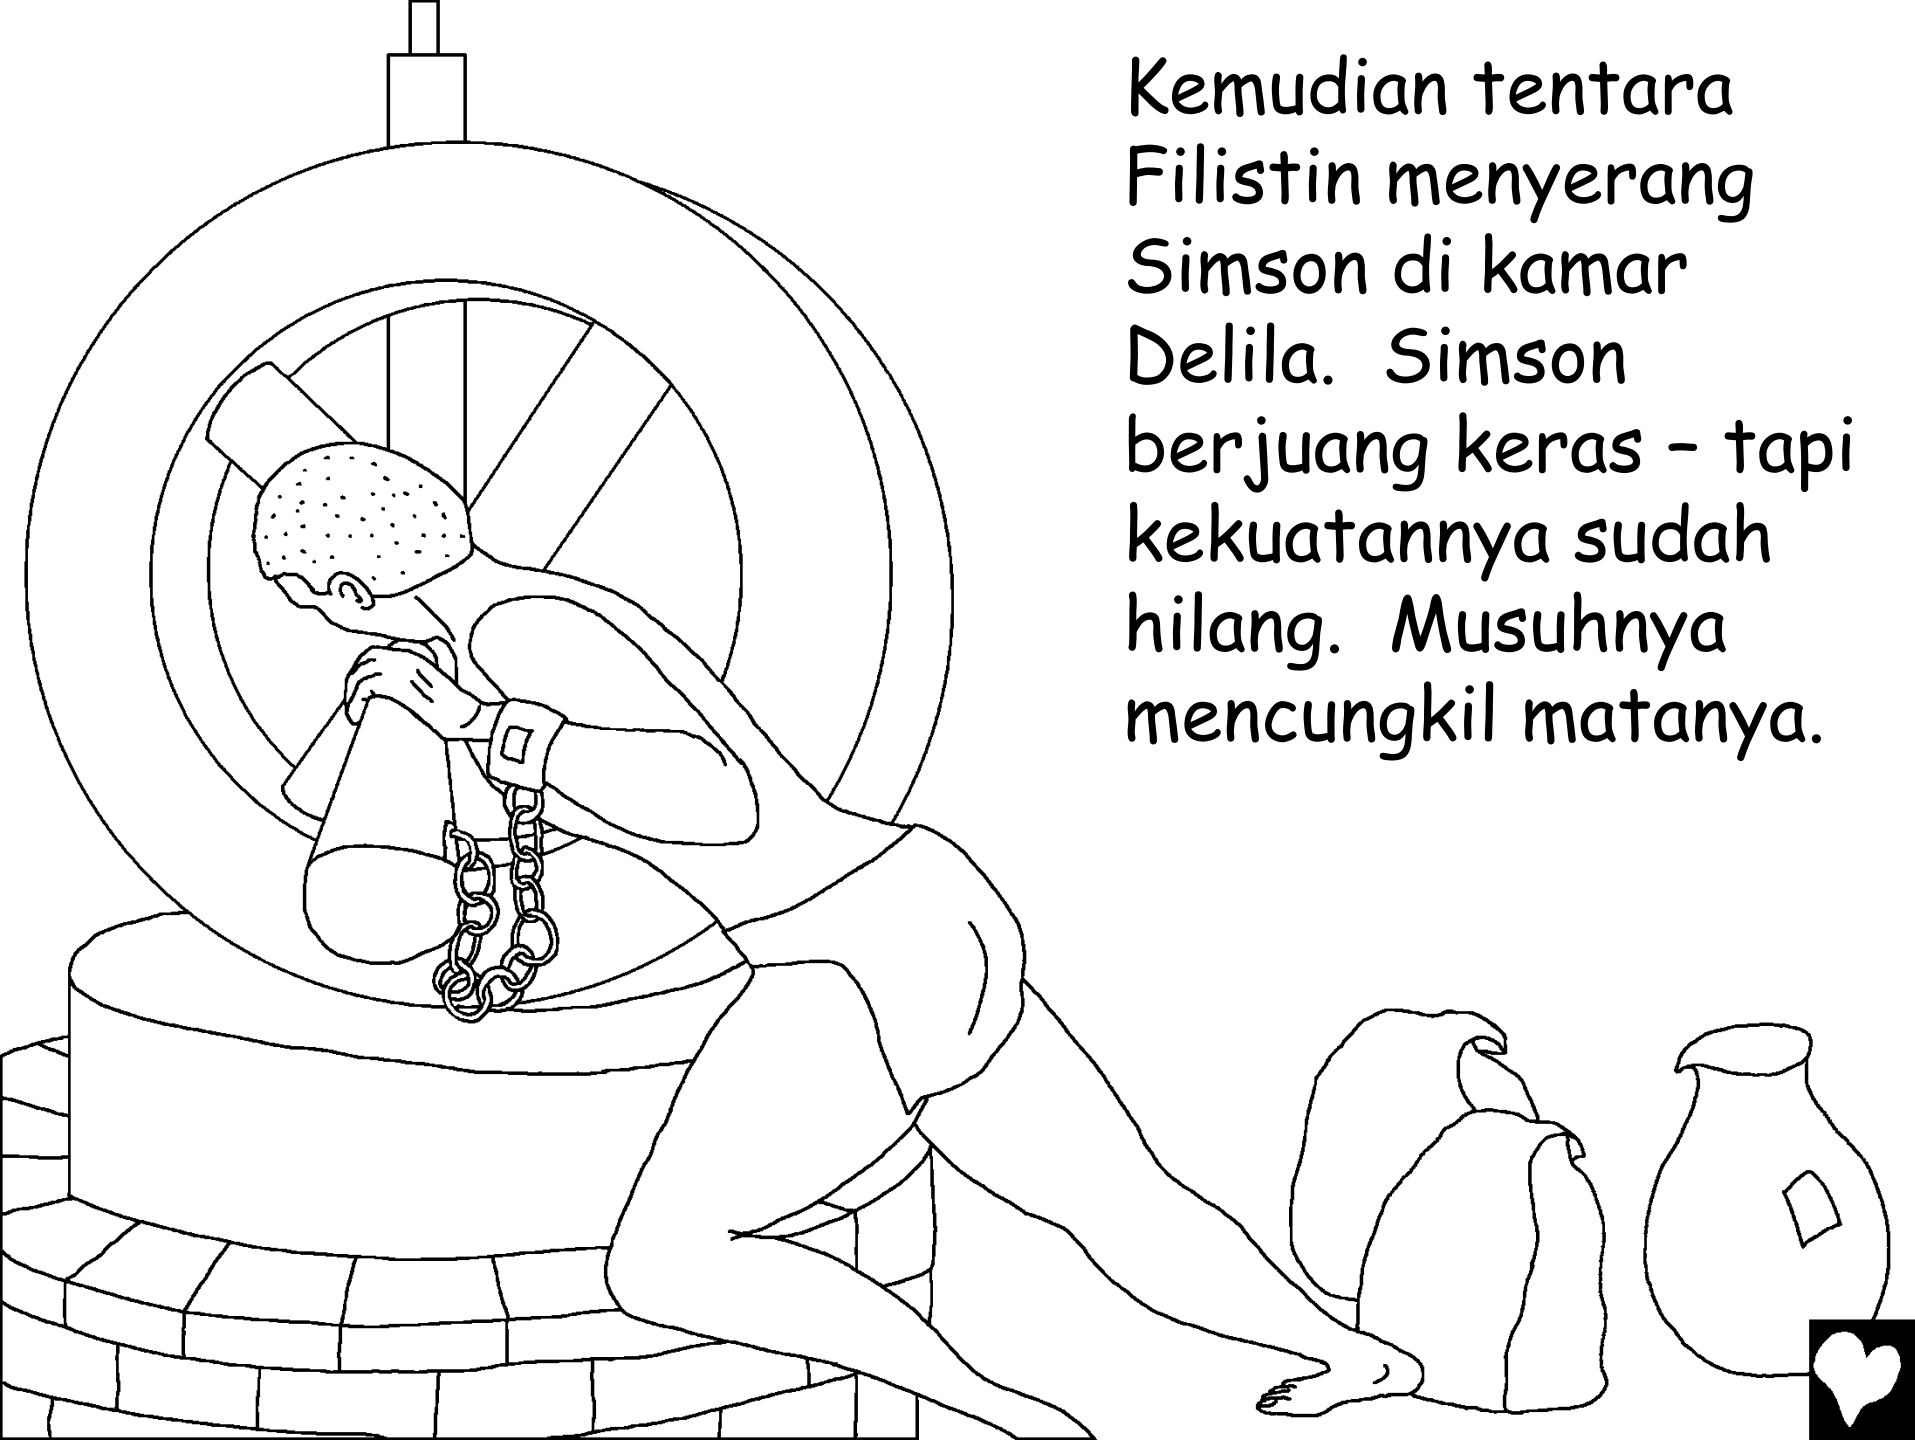 Kemudian tentara
Filistin menyerang
Simson di kamar
Delila.  Simson
berjuang keras – tapi
kekuatannya sudah
hilang.  Musuhnya
mencungkil matanya.